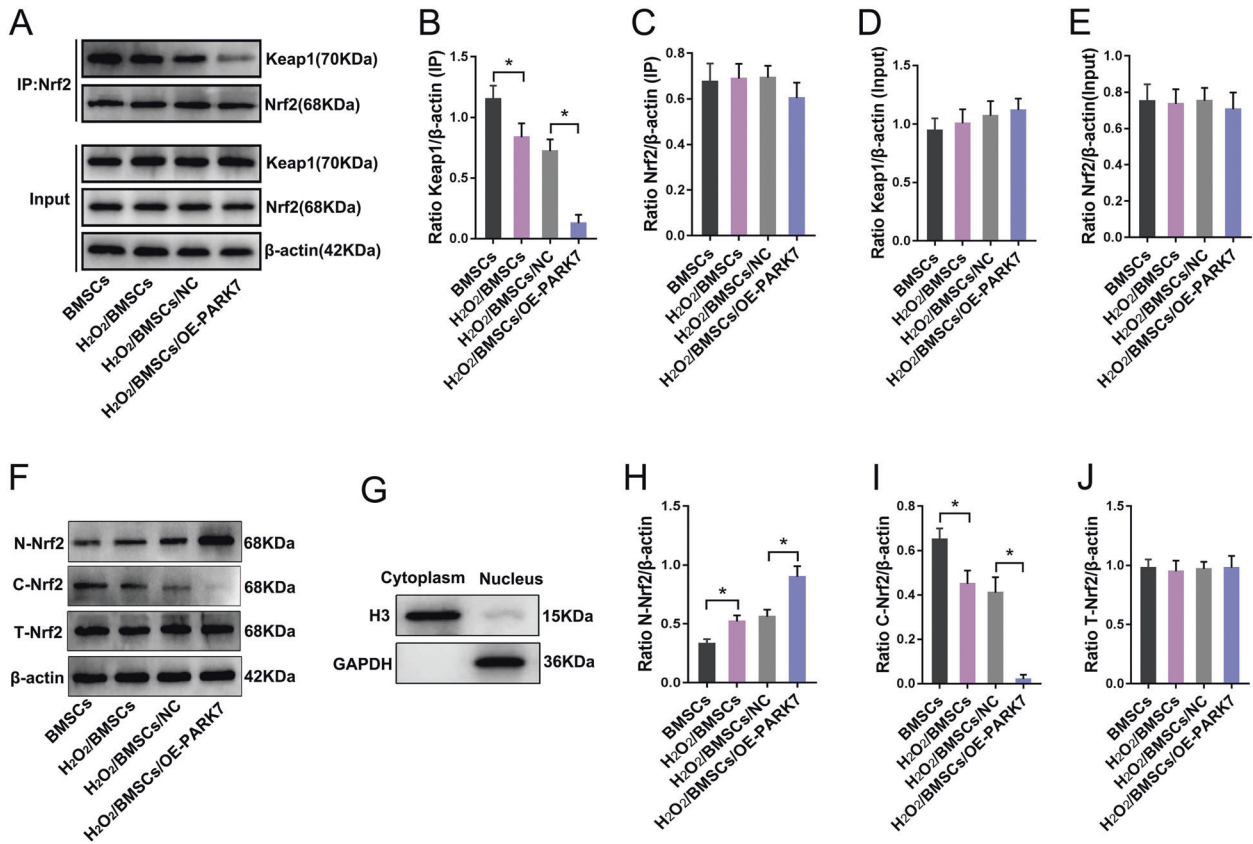 A
IP:Nrf2
Keap1(70KDa)
Nrf2(68KDa)
Input
Keap1(70KDa)
Nrf2(68KDa)
β-actin(42KDa)
BMSCs
H2O2/BMSCs
H2O2/BMSCs/NC
H2O2/BMSCs/OE-PARK7
B
Ratio Keap1/β-actin (IP)
1.5
1.0
0.5
0.0
*
*
BMSCs
H2O2/BMSCs
H2O2/BMSCs/NC
H2O2/BMSCs/OE-PARK7
C
Ratio Nrf2/β-actin (IP)
0.8
0.6
0.4
0.2
0.0
BMSCs
H2O2/BMSCs
H2O2/BMSCs/NC
H2O2/BMSCs/OE-PARK7
D
Ratio Keap1/β-actin (Input)
1.5
1.0
0.5
0.0
BMSCs
H2O2/BMSCs
H2O2/BMSCs/NC
H2O2/BMSCs/OE-PARK7
E
Ratio Nrf2/β-actin(Input)
1.0
0.8
0.6
0.4
0.2
0.0
BMSCs
H2O2/BMSCs
H2O2/BMSCs/NC
H2O2/BMSCs/OE-PARK7
F
N-Nrf2 68KDa
C-Nrf2 68KDa
T-Nrf2 68KDa
β-actin 42KDa
BMSCs
H2O2/BMSCs
H2O2/BMSCs/NC
H2O2/BMSCs/OE-PARK7
G
Cytoplasm Nucleus
H3 15KDa
GAPDH 36KDa
H
Ratio N-Nrf2/β-actin
1.5
1.0
0.5
0.0
*
*
BMSCs
H2O2/BMSCs
H2O2/BMSCs/NC
H2O2/BMSCs/OE-PARK7
I
Ratio C-Nrf2/β-actin
0.8
0.6
0.4
0.2
0.0
*
*
BMSCs
H2O2/BMSCs
H2O2/BMSCs/NC
H2O2/BMSCs/OE-PARK7
J
Ratio T-Nrf2/β-actin
1.5
1.0
0.5
0.0
BMSCs
H2O2/BMSCs
H2O2/BMSCs/NC
H2O2/BMSCs/OE-PARK7